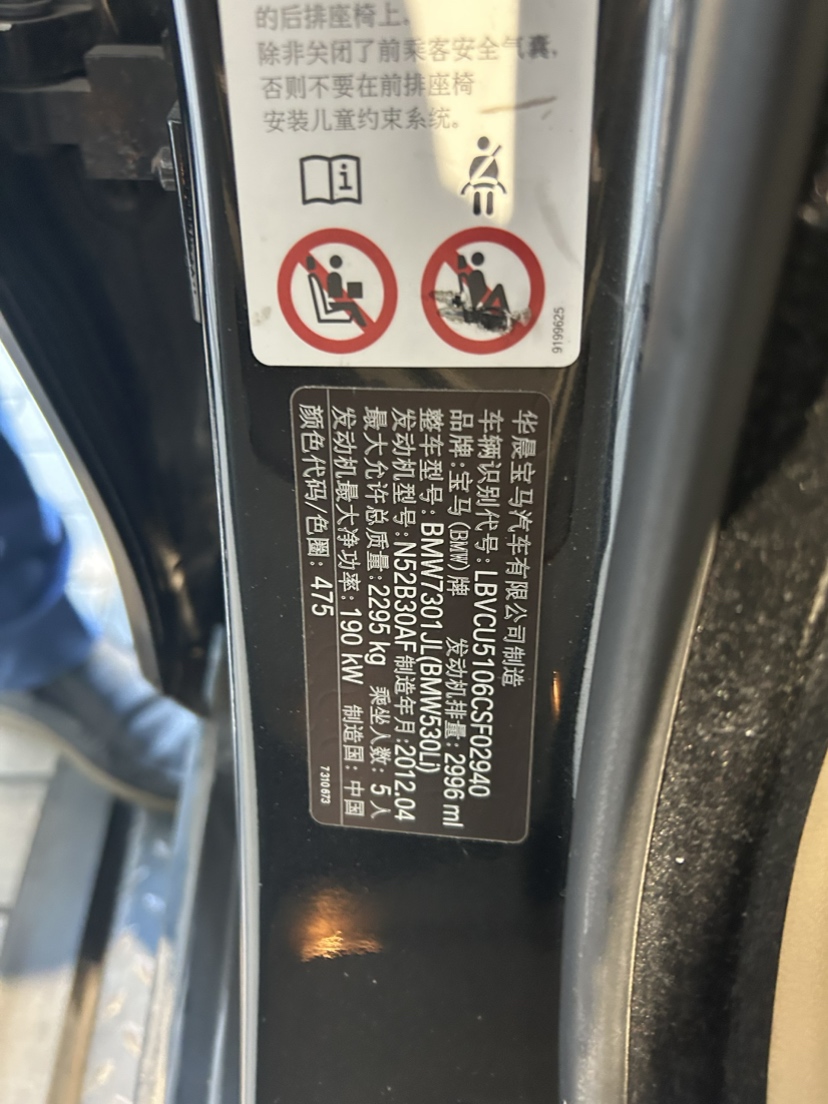 的后排座椅上.
除非关闭了前乘客安全气囊,
否则不要在前排座椅
安装儿童约束系统。
9199625
华晨宝马汽车有限公司制造
车辆识别代号:LBVCU5106CSF02940
品牌:宝马(BMW)牌 发动机排量:2996 ml
整车型号:BMW7301JL(BMW530Li)
发动机型号:N52B30AF 制造年月:2012.04
最大允许总质量:2295 kg 乘坐人数:5人
发动机最大净功率:190 kW 制造国:中国
颜色代码/色圈:475
7 310 673